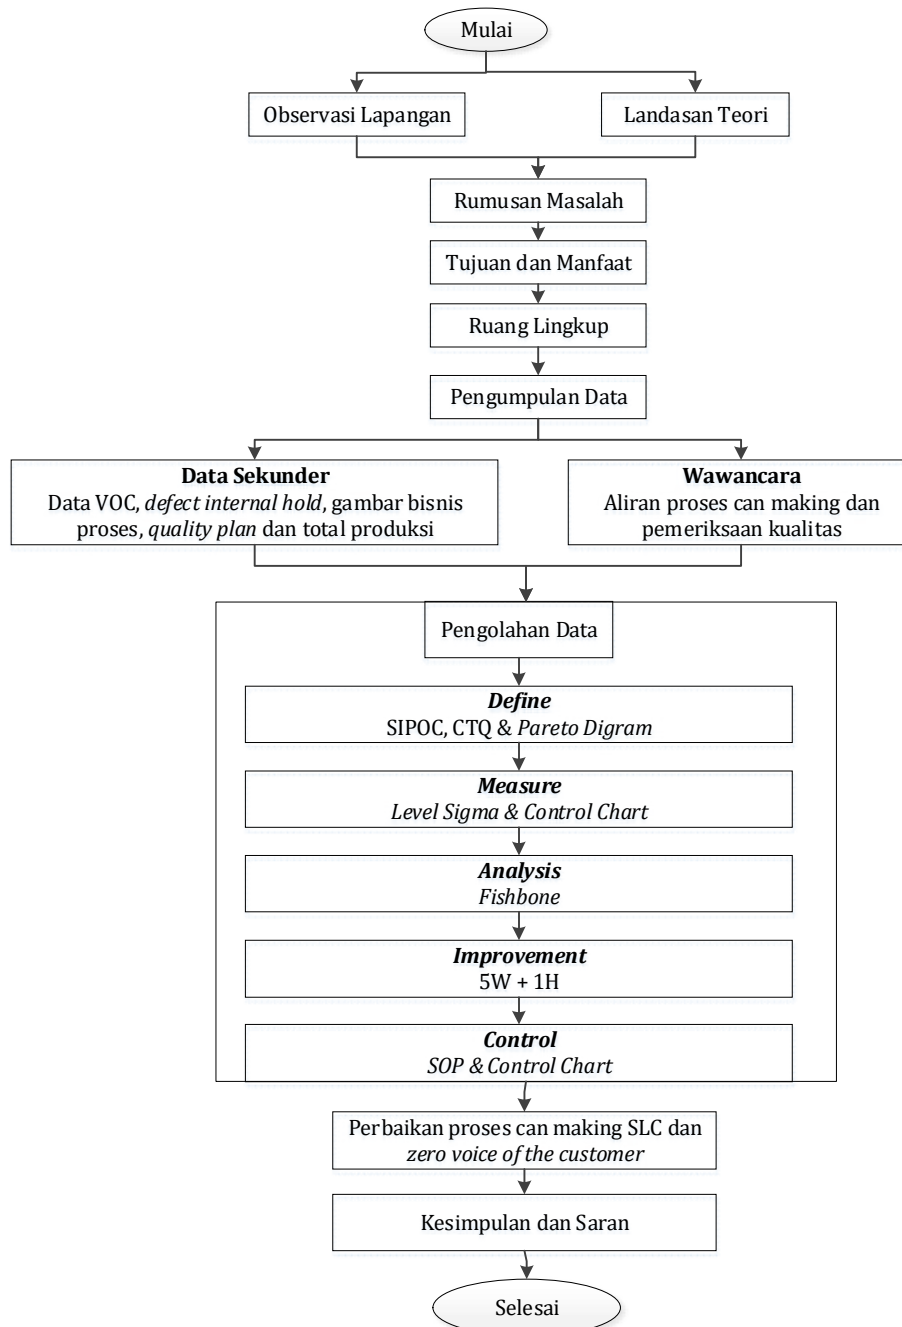 Mulai
Observasi Lapangan
Landasan Teori
Rumusan Masalah
Tujuan dan Manfaat
Ruang Lingkup
Pengumpulan Data
Data Sekunder
Data VOC, defect internal hold, gambar bisnis
proses, quality plan dan total produksi
Wawancara
Aliran proses can making dan
pemeriksaan kualitas
Pengolahan Data
Define
SIPOC, CTQ & Pareto Digram
Measure
Level Sigma & Control Chart
Analysis
Fishbone
Improvement
5W + 1H
Control
SOP & Control Chart
Perbaikan proses can making SLC dan
zero voice of the customer
Kesimpulan dan Saran
Selesai